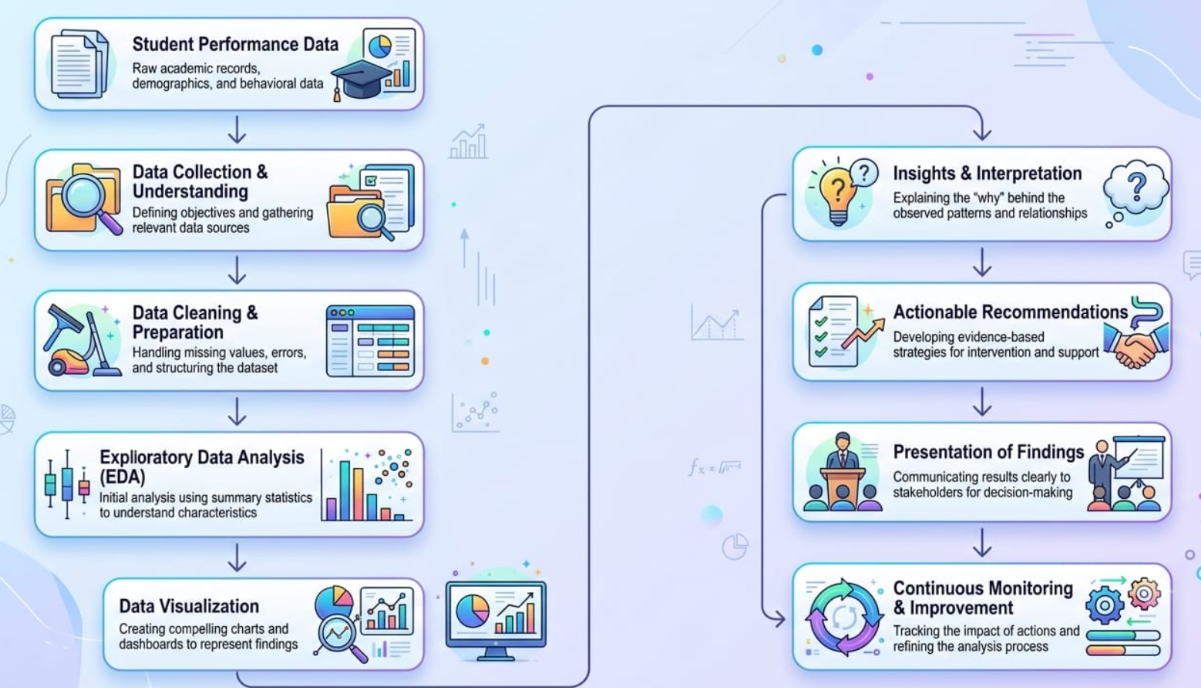 Student Performance Data
Raw academic records,
demographics, and behavioral data
Data Collection &
Understanding
Defining objectives and gathering
relevant data sources
Data Cleaning &
Preparation
Handling missing values, errors,
and structuring the dataset
Explioratory Data Analysis
(EDA)
Initial analysis using summary statistics
to understand characteristics
Data Visualization
Creating compelling charts and
dashboards to represent findings
Insights & Interpretation
Explaining the "why" behind the
observed patterns and relationships
Actionable Recommendations
Developing evidence-based
strategies for intervention and support
Presentation of Findings
Communicating results clearly to
stakeholders for decision-making
Continuous Monitoring
& Improvement
Tracking the impact of actions and
refining the analysis process